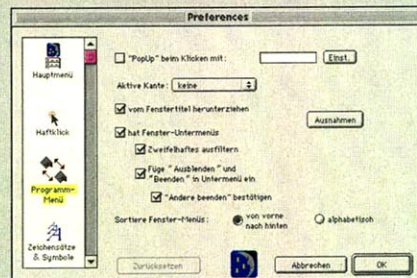 Preferences
Hauptmenü
Haftklick
Programm-
Menü
Zeichensätze
& Symbole
"PopUp" beim Klicken mit:
Einst.
Aktive Kante: keine
vom Fenstertitel herunterziehen
Ausnahmen
hat Fenster-Untermenüs
Zweifelhaftes ausfiltern
Füge "Ausblenden" und
"Beenden" in Untermenü ein
"Andere beenden" bestätigen
Sortiere Fenster-Menüs:
von vorne
nach hinten
alphabetisch
Zurücksetzen
Abbrechen
OK